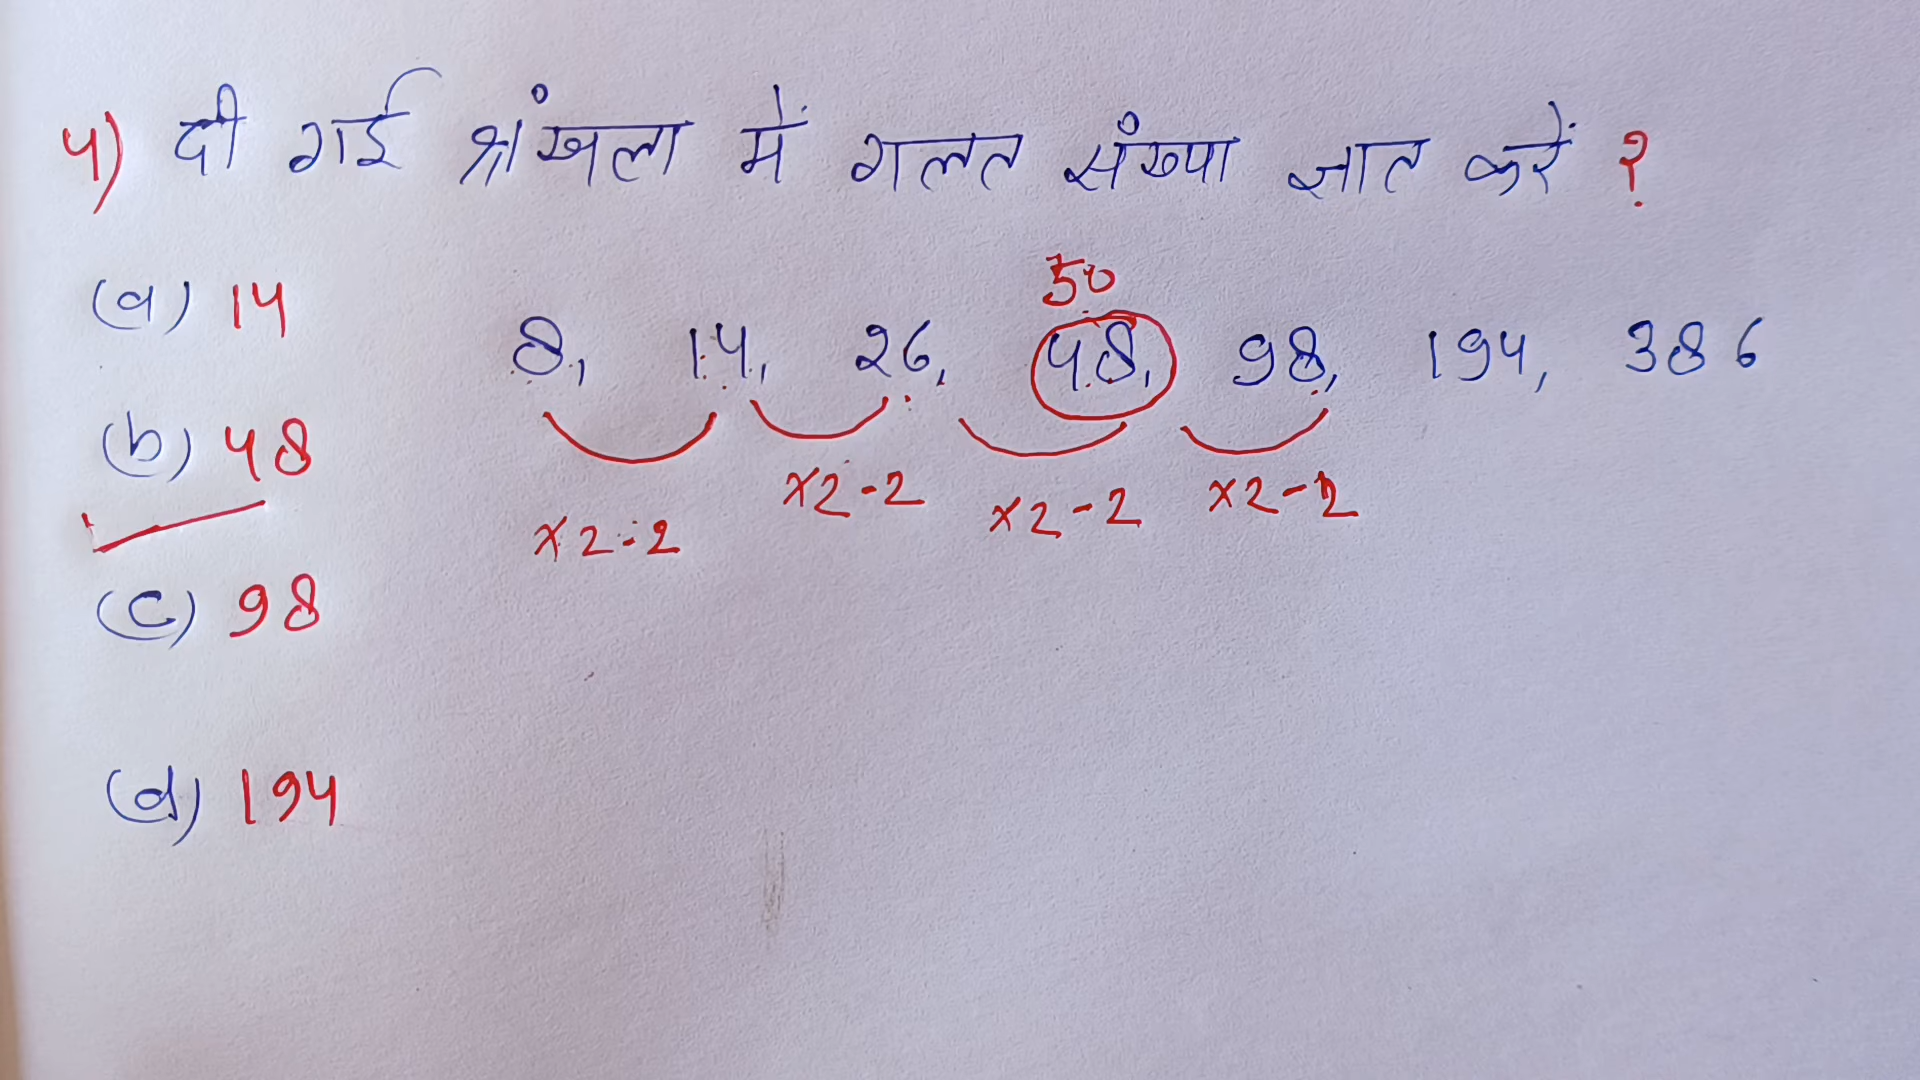 4) दी गई श्रंखला में गलत संख्या ज्ञात करें ?
(a) 14
50
8, 14, 26, 48, 98, 194, 386
(b) 48
×2-2 ×2-2 ×2-2 ×2-2
(c) 98
(d) 194